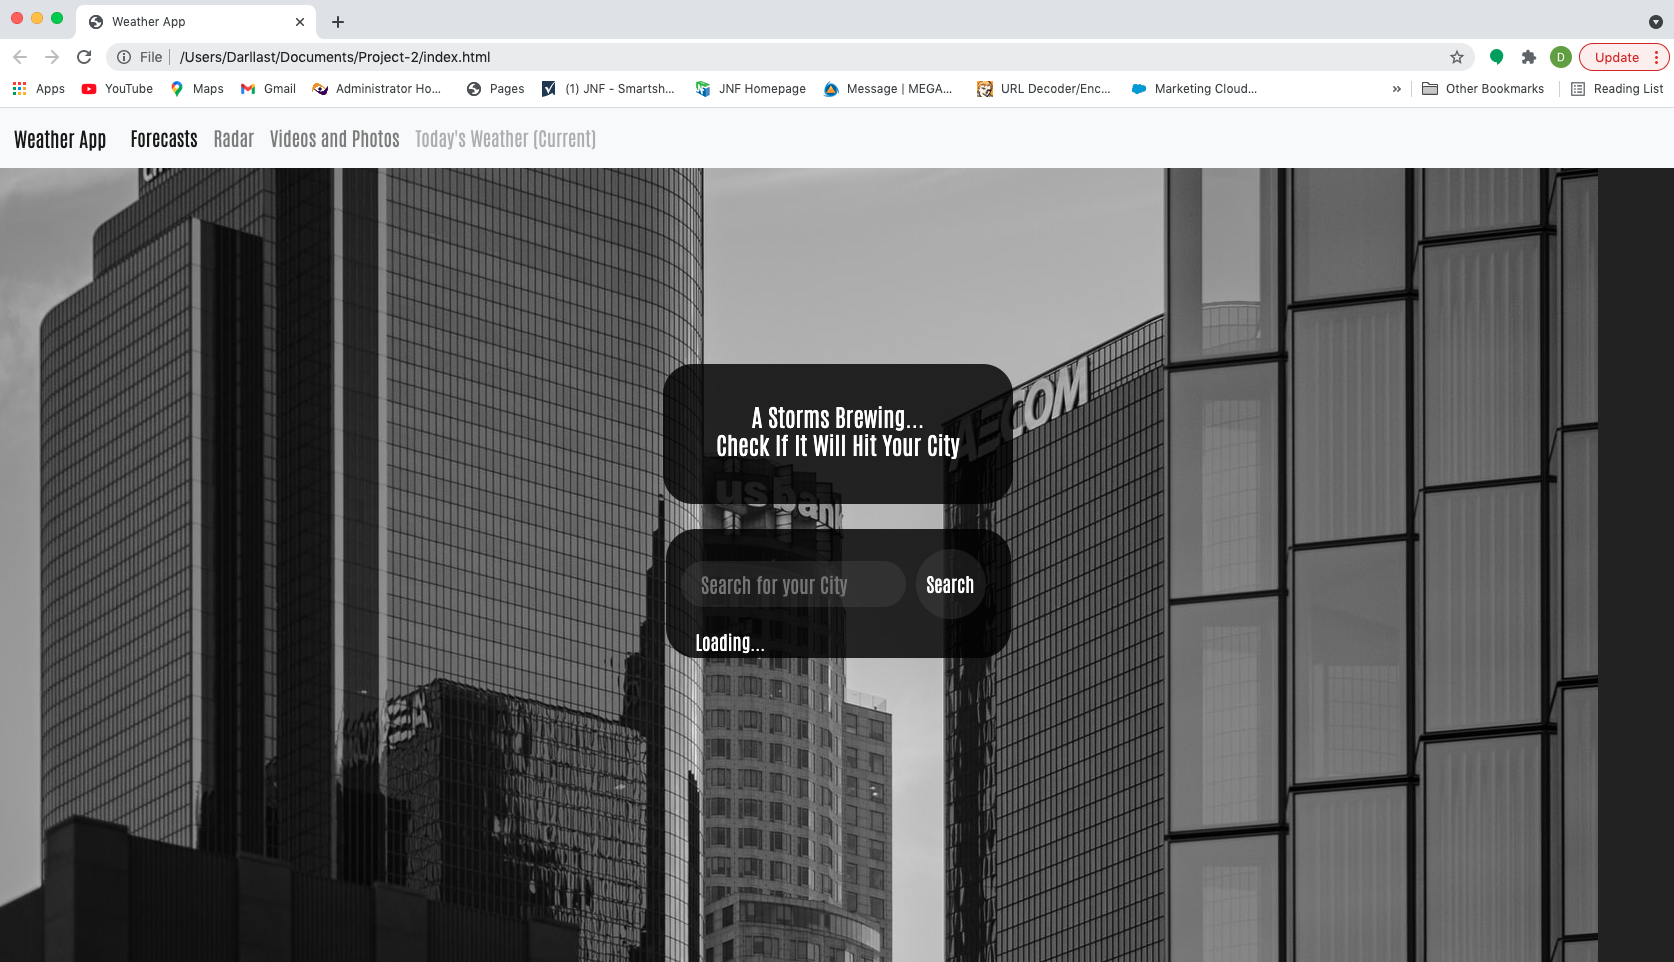 Weather App
File
/Users/Darllast/Documents/Project-2/index.html
D
Update
Apps
YouTube
Maps
Gmail
Administrator Ho...
Pages
(1) JNF - Smartsh...
JNF Homepage
Message | MEGA...
URL Decoder/Enc...
Marketing Cloud...
»
Other Bookmarks
Reading List
Weather App
Forecasts
Radar
Videos and Photos
Today's Weather (Current)
A Storms Brewing...
Check If It Will Hit Your City
AECOM
us bank
Search for your City
Search
Loading...